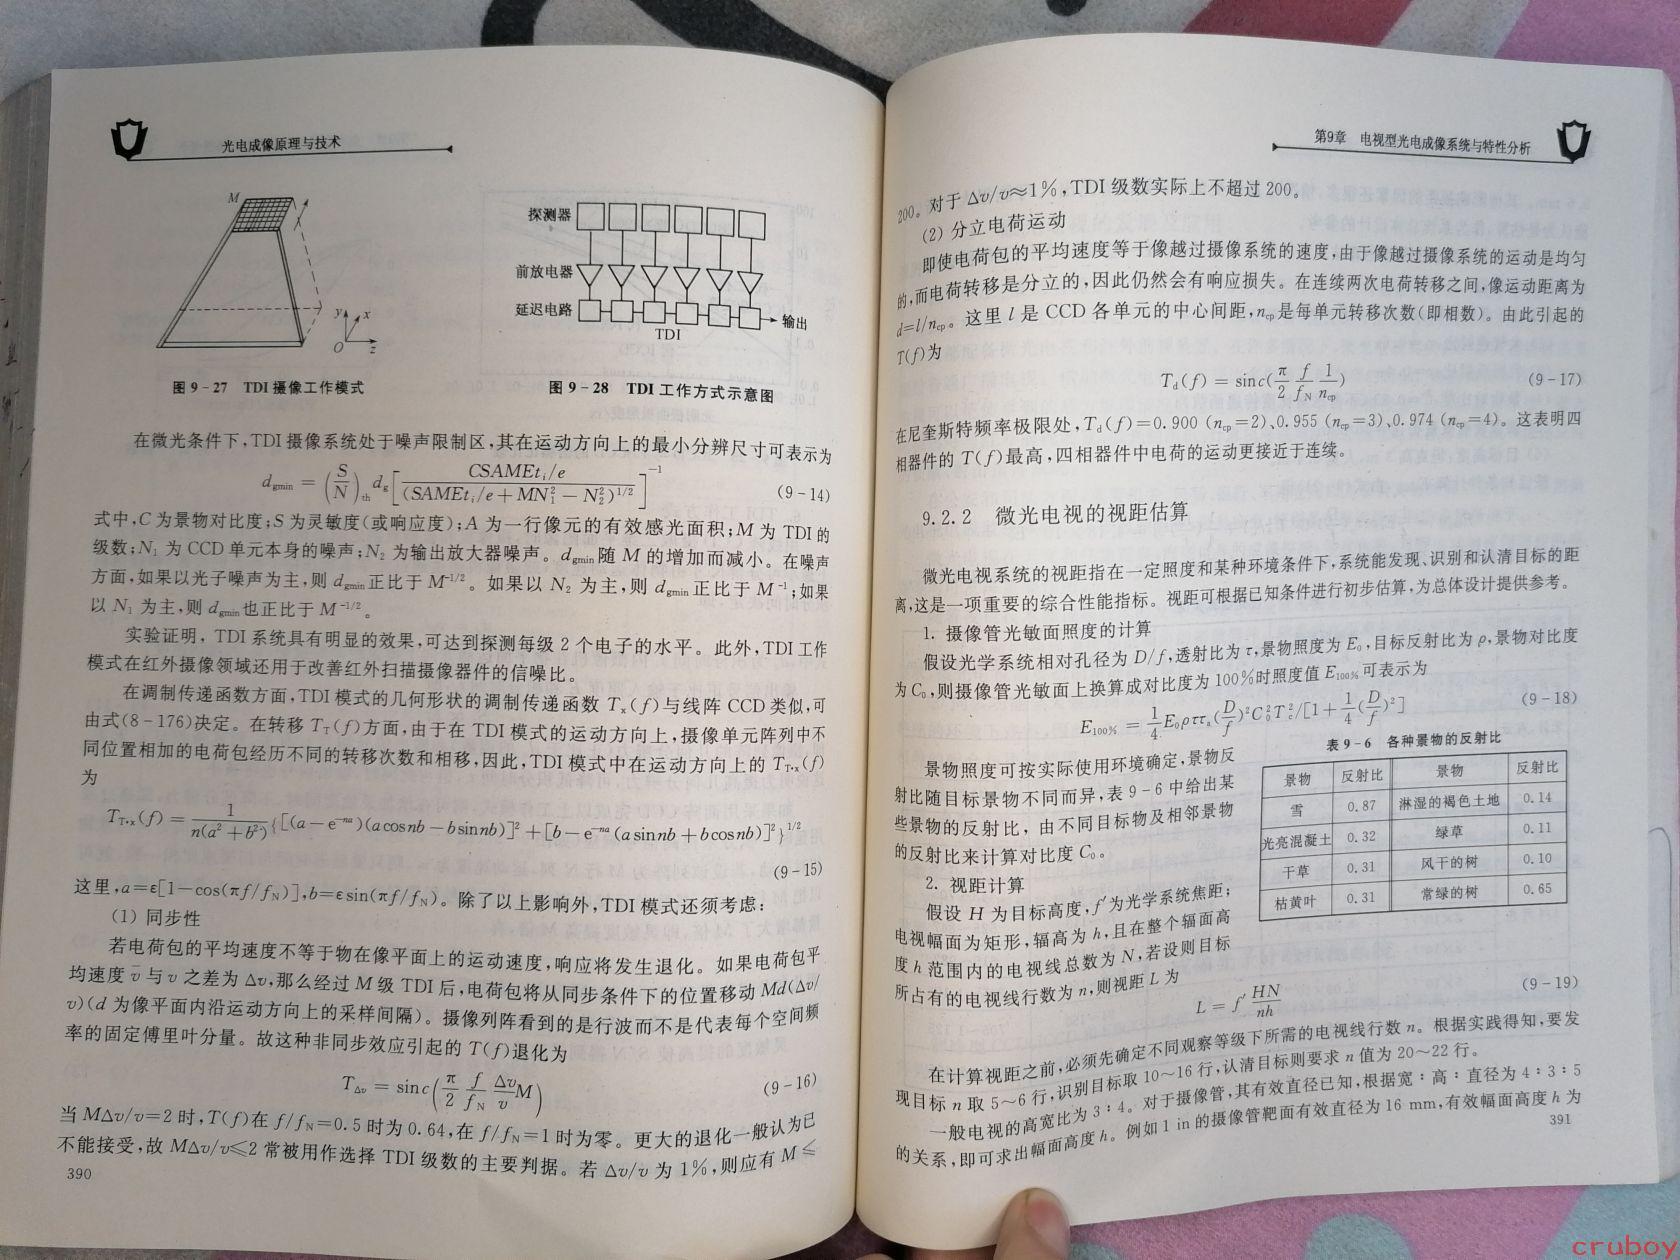 光电成像原理与技术
M
y
x
O
z
图 9-27 TDI 摄像工作模式
探测器
前放电器
延迟电路
输出
TDI
图 9-28 TDI 工作方式示意图
在微光条件下,TDI 摄像系统处于噪声限制区,其在运动方向上的最小分辨尺寸可表示为
d_gmin = (S/N)_th d_g [CSAMEt_i/e / (SAMEt_i/e+MN₁²-N₂²)^1/2]^-1 (9-14)
式中,C 为景物对比度;S 为灵敏度(或响应度);A 为一行像元的有效感光面积;M 为 TDI 的
级数;N₁ 为 CCD 单元本身的噪声;N₂ 为输出放大器噪声。d_gmin 随 M 的增加而减小。在噪声
方面,如果以光子噪声为主,则 d_gmin 正比于 M^-1/2。如果以 N₂ 为主,则 d_gmin 正比于 M^-1;如果
以 N₁ 为主,则 d_gmin 也正比于 M^-1/2。
实验证明,TDI 系统具有明显的效果,可达到探测每级 2 个电子的水平。此外,TDI 工作
模式在红外摄像领域还用于改善红外扫描摄像器件的信噪比。
在调制传递函数方面,TDI 模式的几何形状的调制传递函数 T_x(f)与线阵 CCD 类似,可
由式(8-176)决定。在转移 T_T(f)方面,由于在 TDI 模式的运动方向上,摄像单元阵列中不
同位置相加的电荷包经历不同的转移次数和相移,因此,TDI 模式中在运动方向上的 T_T·x(f)
为
T_T·x(f) = 1/n(a²+b²) {[(a-e^-na)(a cos nb-b sin nb)]²+[b-e^-na(a sin nb+b cos nb)]²}^1/2
(9-15)
这里,a=ε[1-cos(πf/f_N)],b=ε sin(πf/f_N)。除了以上影响外,TDI 模式还须考虑:
(1) 同步性
若电荷包的平均速度不等于物在像平面上的运动速度,响应将发生退化。如果电荷包平
均速度 v̄ 与 v 之差为 Δv,那么经过 M 级 TDI 后,电荷包将从同步条件下的位置移动 Md(Δv/
v)(d 为像平面内沿运动方向上的采样间隔)。摄像列阵看到的是行波而不是代表每个空间频
率的固定傅里叶分量。故这种非同步效应引起的 T(f)退化为
T_Δv = sinc(π/2 f/f_N Δv/v M) (9-16)
当 MΔv/v=2 时,T(f)在 f/f_N=0.5 时为 0.64,在 f/f_N=1 时为零。更大的退化一般认为已
不能接受,故 MΔv/v⩽2 常被用作选择 TDI 级数的主要判据。若 Δv/v 为 1%,则应有 M⩽
390
第9章 电视型光电成像系统与特性分析
200。对于 Δv/v≈1%,TDI 级数实际上不超过 200。
(2) 分立电荷运动
即使电荷包的平均速度等于像越过摄像系统的速度,由于像越过摄像系统的运动是均匀
的,而电荷转移是分立的,因此仍然会有响应损失。在连续两次电荷转移之间,像运动距离为
d=l/n_cp。这里 l 是 CCD 各单元的中心间距,n_cp 是每单元转移次数(即相数)。由此引起的
T(f)为
T_d(f) = sinc(π/2 f/f_N 1/n_cp) (9-17)
在尼奎斯特频率极限处,T_d(f)=0.900 (n_cp=2)、0.955 (n_cp=3)、0.974 (n_cp=4)。这表明四
相器件的 T(f)最高,四相器件中电荷的运动更接近于连续。
9.2.2 微光电视的视距估算
微光电视系统的视距指在一定照度和某种环境条件下,系统能发现、识别和认清目标的距
离,这是一项重要的综合性能指标。视距可根据已知条件进行初步估算,为总体设计提供参考。
1. 摄像管光敏面照度的计算
假设光学系统相对孔径为 D/f,透射比为 τ,景物照度为 E₀,目标反射比为 ρ,景物对比度
为 C₀,则摄像管光敏面上换算成对比度为 100%时照度值 E_100%可表示为
E_100% = 1/4 E₀ρττ_a(D/f)²C₀²T_c²/[1+1/4(D/f)²] (9-18)
景物照度可按实际使用环境确定,景物反
射比随目标景物不同而异,表 9-6 中给出某
些景物的反射比,由不同目标物及相邻景物
的反射比来计算对比度 C₀。
2. 视距计算
假设 H 为目标高度,f′为光学系统焦距;
电视幅面为矩形,辐高为 h,且在整个辐面高
度 h 范围内的电视线总数为 N,若设则目标
所占有的电视线行数为 n,则视距 L 为
表 9-6 各种景物的反射比
景物 反射比 景物 反射比
雪 0.87 淋湿的褐色土地 0.14
光亮混凝土 0.32 绿草 0.11
干草 0.31 风干的树 0.10
枯黄叶 0.31 常绿的树 0.65
L = f′ HN/nh (9-19)
在计算视距之前,必须先确定不同观察等级下所需的电视线行数 n。根据实践得知,要发
现目标 n 取 5～6 行,识别目标取 10～16 行,认清目标则要求 n 值为 20～22 行。
一般电视的高宽比为 3∶4。对于摄像管,其有效直径已知,根据宽∶高∶直径为 4∶3∶5
的关系,即可求出幅面高度 h。例如 1 in 的摄像管靶面有效直径为 16 mm,有效幅面高度 h 为
391
cruboy